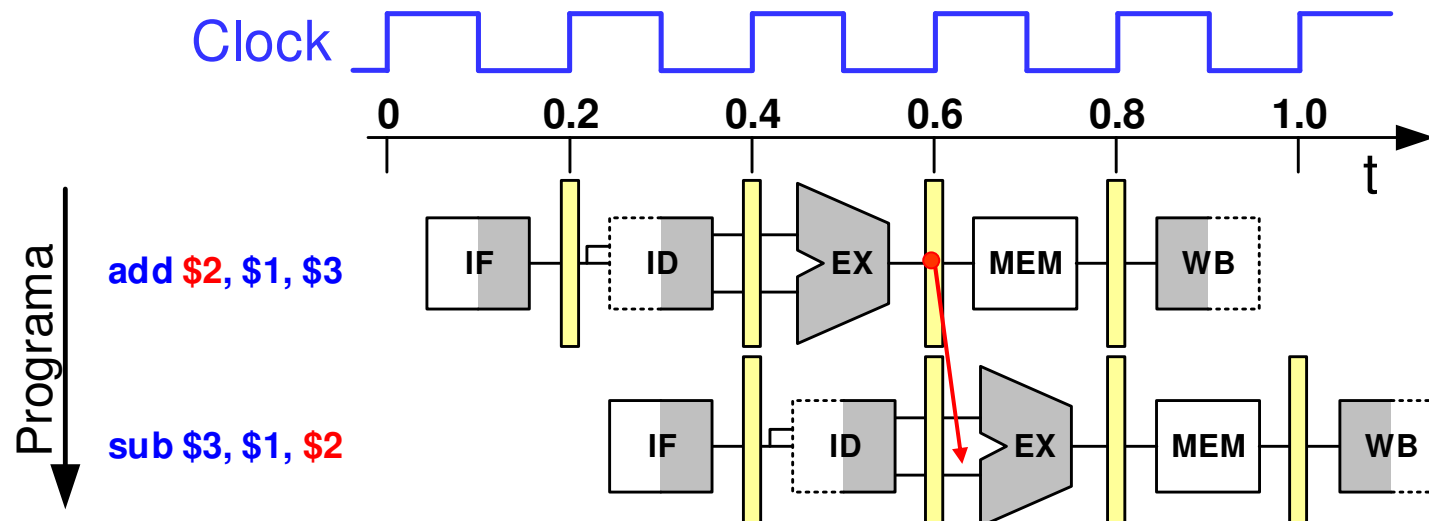 Clock
0 0.2 0.4 0.6 0.8 1.0
t
Programa
add $2, $1, $3
IF ID EX MEM WB
sub $3, $1, $2
IF ID EX MEM WB